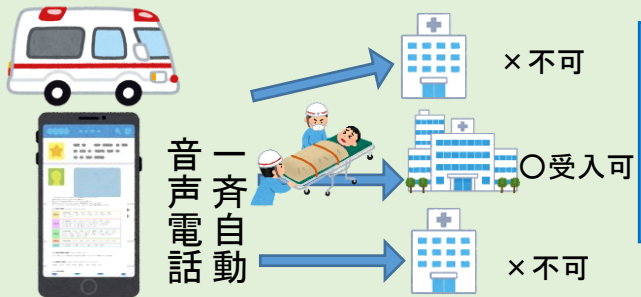 ×不可
一斉自動
音声電話
〇受入可
×不可